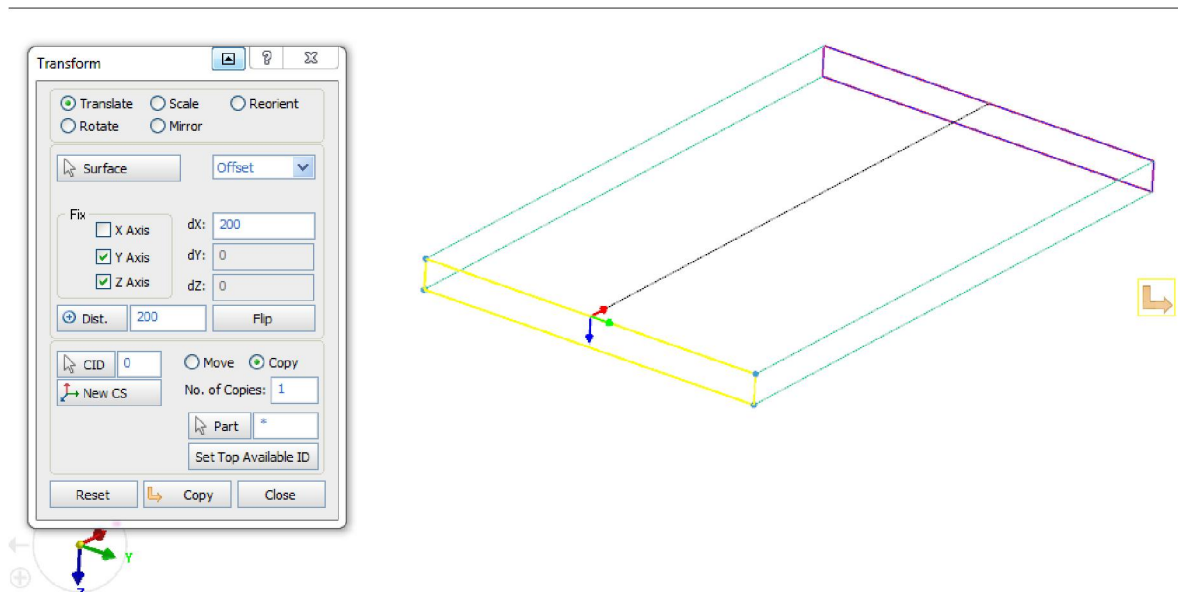 Transform ?
Translate Scale Reorient
Rotate Mirror
Surface Offset
Fix
X Axis dX: 200
Y Axis dY: 0
Z Axis dZ: 0
Dist. 200 Flip
CID 0 Move Copy
New CS No. of Copies: 1
Part *
Set Top Available ID
Reset Copy Close
Y
Z